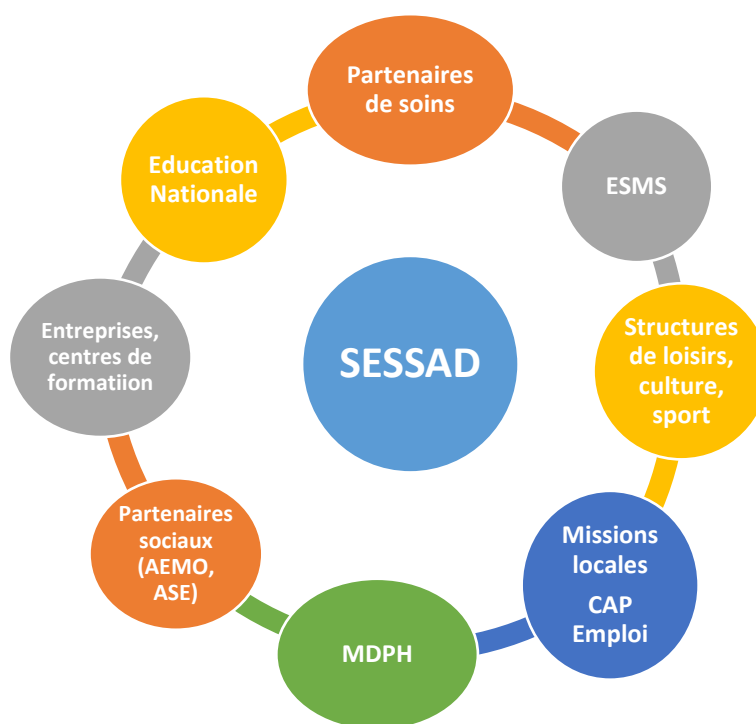 Partenaires
de soins
ESMS
Structures
de loisirs,
culture,
sport
Missions
locales
CAP
Emploi
MDPH
Partenaires
sociaux
(AEMO,
ASE)
Entreprises,
centres de
formatiion
Education
Nationale
SESSAD